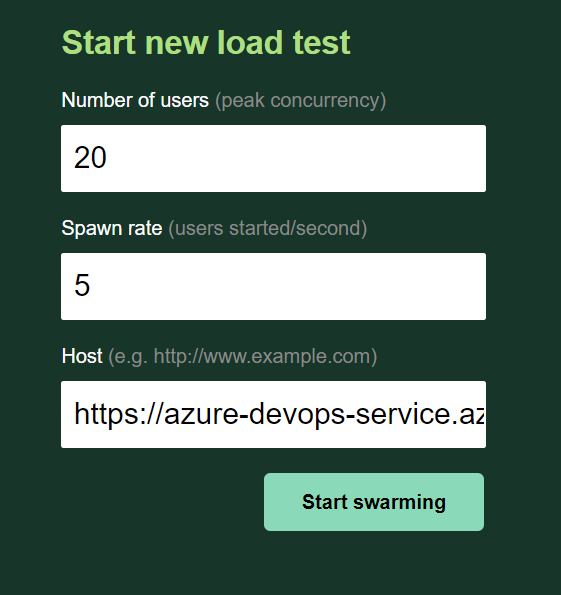 Start new load test
Number of users (peak concurrency)
20
Spawn rate (users started/second)
5
Host (e.g. http://www.example.com)
https://azure-devops-service.az
Start swarming